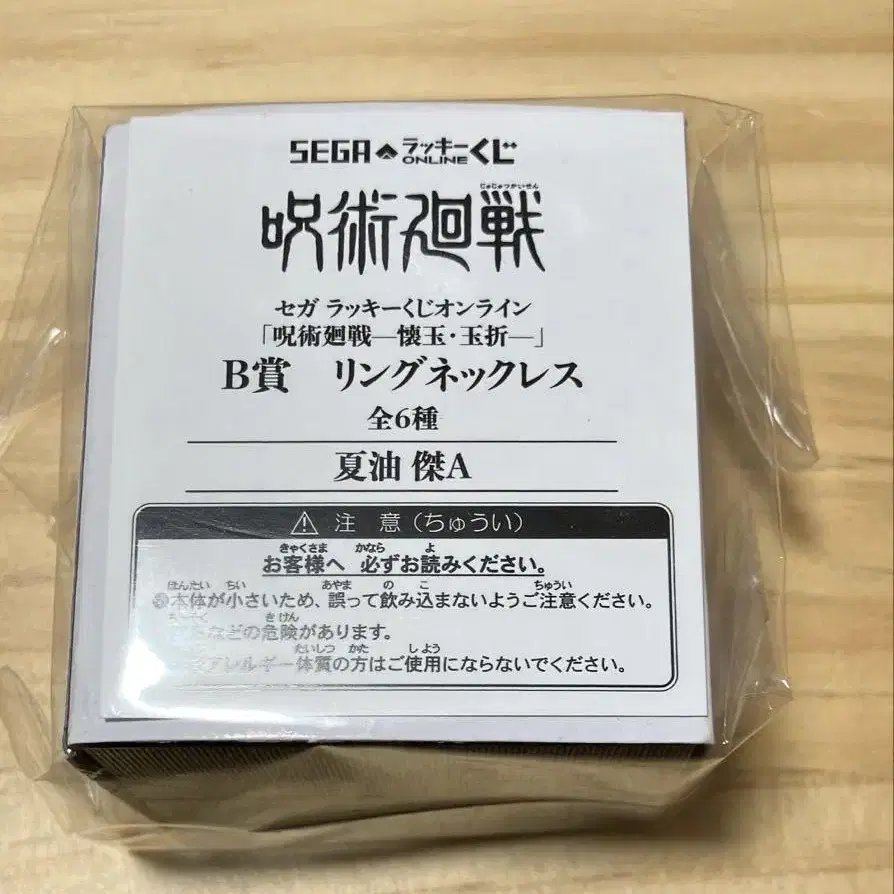 SEGA ラッキーくじ ONLINE
じゅじゅつかいせん
呪術廻戦
セガ ラッキーくじオンライン
「呪術廻戦―懐玉・玉折―」
B賞 リングネックレス
全6種
夏油 傑A
⚠ 注 意(ちゅうい)
きゃくさま かなら よ
お客様へ 必ずお読みください。
ほんたい ちい あやま の こ ちゅうい
本体が小さいため、誤って飲み込まないようご注意ください。
きけん
などの危険があります。
たいしつ かた しよう
アレルギー体質の方はご使用にならないでください。